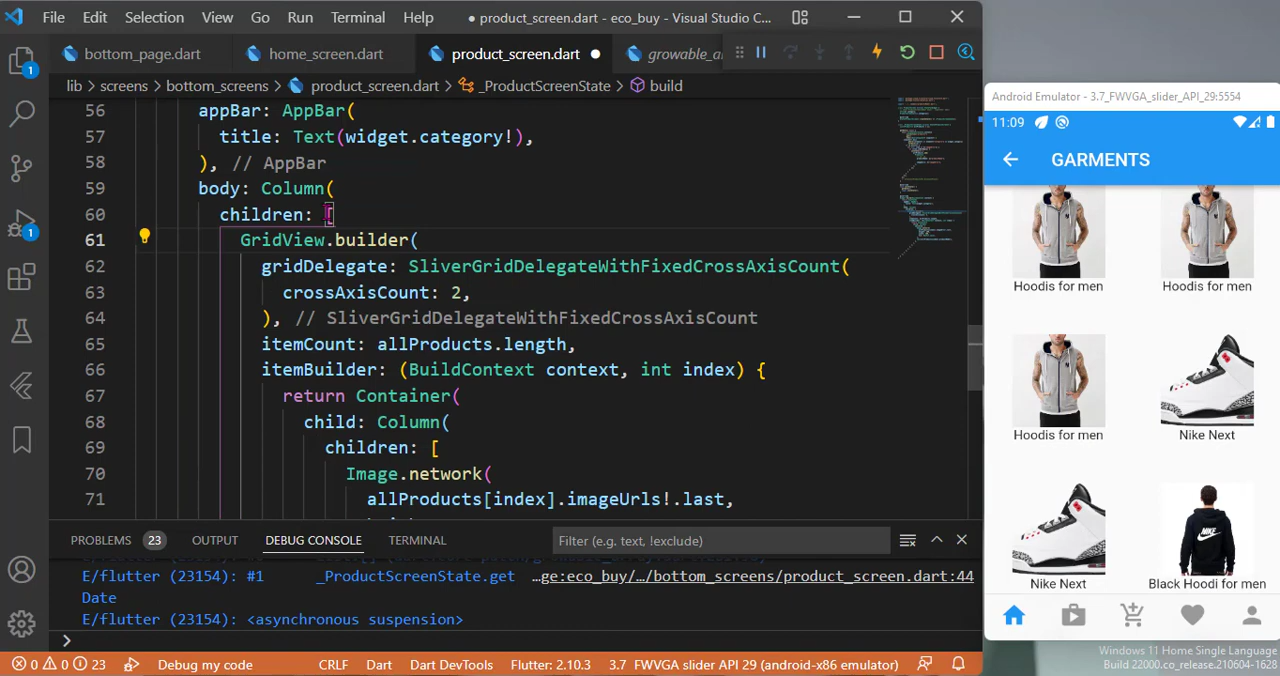 File Edit Selection View Go Run Terminal Help ● product_screen.dart - eco_buy - Visual Studio C...
bottom_page.dart home_screen.dart product_screen.dart ● growable_a
lib > screens > bottom_screens > product_screen.dart > _ProductScreenState > build
56 appBar: AppBar(
57 title: Text(widget.category!),
58 ), // AppBar
59 body: Column(
60 children: [
61 GridView.builder(
62 gridDelegate: SliverGridDelegateWithFixedCrossAxisCount(
63 crossAxisCount: 2,
64 ), // SliverGridDelegateWithFixedCrossAxisCount
65 itemCount: allProducts.length,
66 itemBuilder: (BuildContext context, int index) {
67 return Container(
68 child: Column(
69 children: [
70 Image.network(
71 allProducts[index].imageUrls!.last,
PROBLEMS 23 OUTPUT DEBUG CONSOLE TERMINAL Filter (e.g. text, !exclude)
E/flutter (23154): #1 _ProductScreenState.get …ge:eco_buy/…/bottom_screens/product_screen.dart:44
Date
E/flutter (23154): <asynchronous suspension>
>
0 0 23 Debug my code CRLF Dart Dart DevTools Flutter: 2.10.3 3.7 FWVGA slider API 29 (android-x86 emulator)
1
1
Android Emulator - 3.7_FWVGA_slider_API_29:5554
11:09
GARMENTS
Hoodis for men Hoodis for men
Hoodis for men Nike Next
Nike Next Black Hoodi for men
Windows 11 Home Single Language
Build 22000.co_release.210604-1628